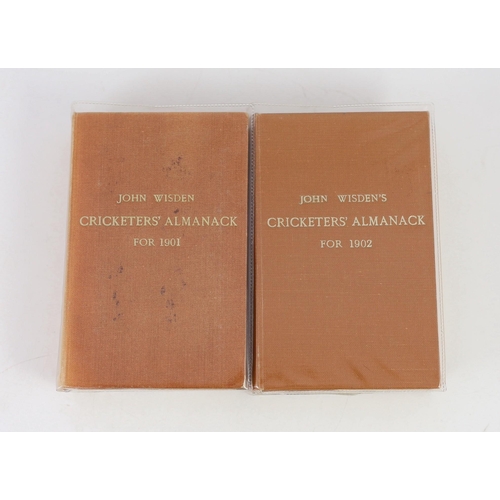 JOHN WISDEN
CRICKETERS' ALMANACK
FOR 1901
JOHN WISDEN'S
CRICKETERS' ALMANACK
FOR 1902